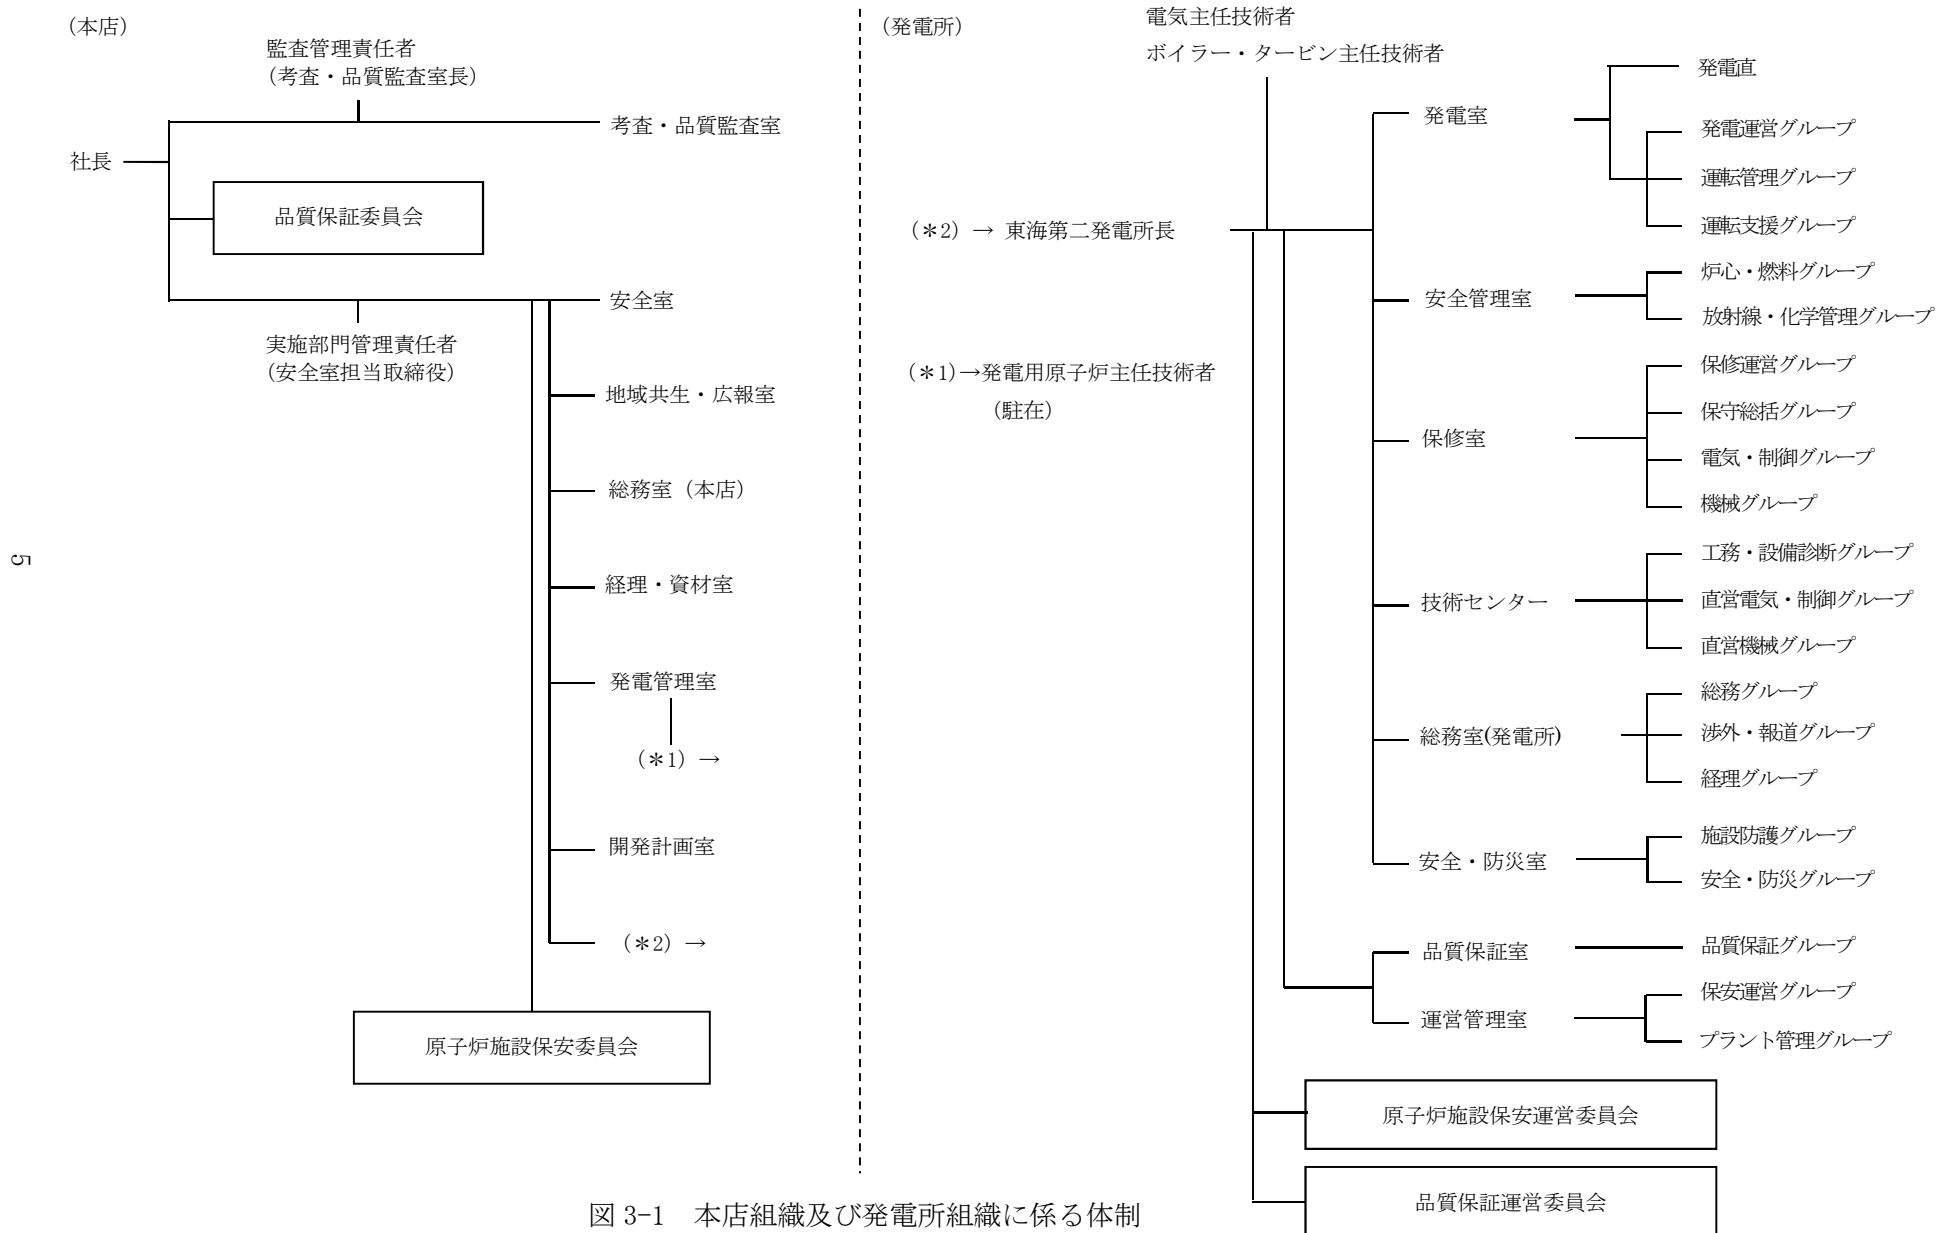 (本店)
監査管理責任者
(考査・品質監査室長)
考査・品質監査室
社長
品質保証委員会
安全室
実施部門管理責任者
(安全室担当取締役)
地域共生・広報室
総務室（本店）
経理・資材室
発電管理室
(＊1) →
開発計画室
(＊2) →
原子炉施設保安委員会
(発電所)
電気主任技術者
ボイラー・タービン主任技術者
(＊2) → 東海第二発電所長
(＊1)→発電用原子炉主任技術者
(駐在)
発電室
発電直
発電運営グループ
運転管理グループ
運転支援グループ
安全管理室
炉心・燃料グループ
放射線・化学管理グループ
保修室
保修運営グループ
保守総括グループ
電気・制御グループ
機械グループ
技術センター
工務・設備診断グループ
直営電気・制御グループ
直営機械グループ
総務室(発電所)
総務グループ
渉外・報道グループ
経理グループ
安全・防災室
施設防護グループ
安全・防災グループ
品質保証室
品質保証グループ
運営管理室
保安運営グループ
プラント管理グループ
原子炉施設保安運営委員会
品質保証運営委員会
図 3-1　本店組織及び発電所組織に係る体制
5